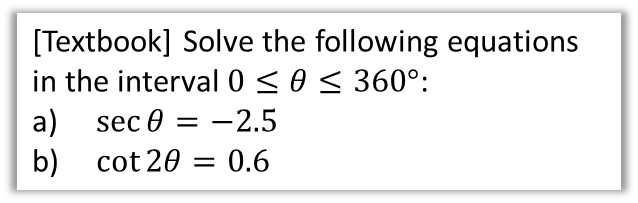 [Textbook] Solve the following equations
in the interval 0 ≤ θ ≤ 360°:
a) sec θ = −2.5
b) cot 2θ = 0.6